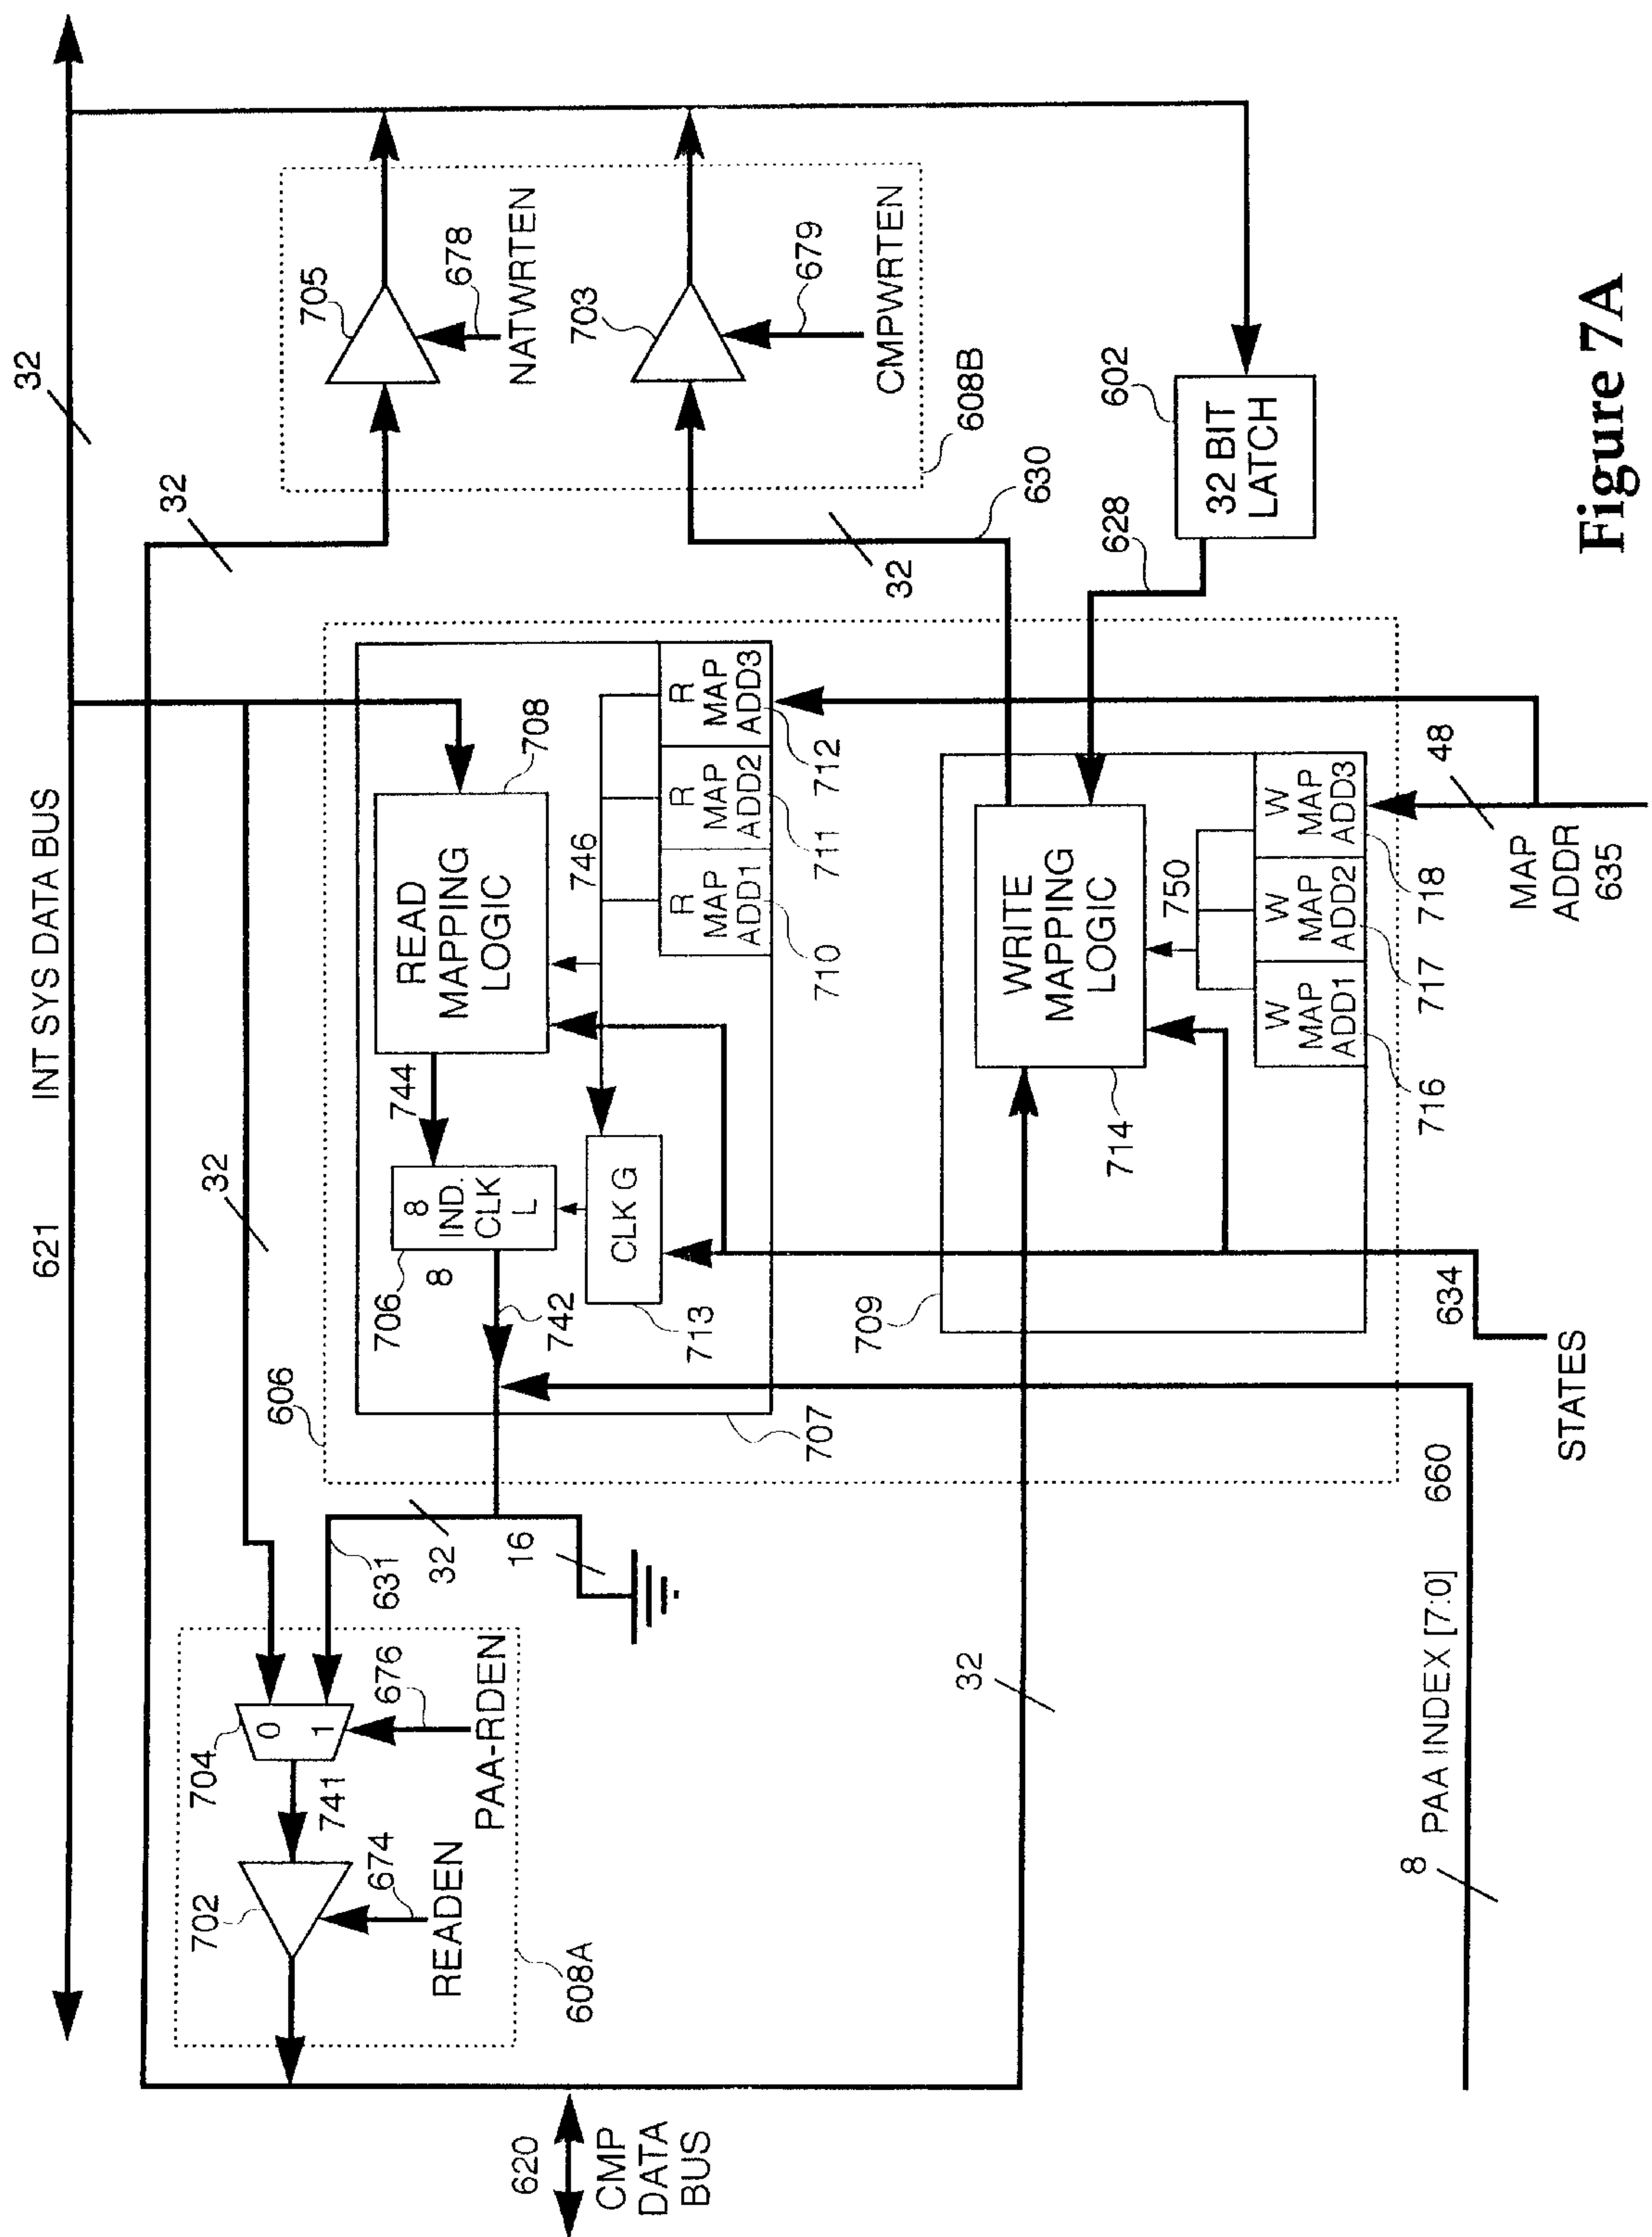 32
621
INT SYS DATA BUS
32
32
606
608A
702
READEN
674
741
704
0
1
676
PAA-RDEN
631
32
16
620
CMP
DATA
BUS
707
706
8
IND.
CLK
L
8
742
744
READ
MAPPING
LOGIC
708
CLK G
713
746
R
MAP
ADD1
R
MAP
ADD2
R
MAP
ADD3
710
711
712
705
678
NATWRTEN
703
679
CMPWRTEN
608B
32
630
628
602
32 BIT
LATCH
709
WRITE
MAPPING
LOGIC
714
750
W
MAP
ADD1
W
MAP
ADD2
W
MAP
ADD3
716
717
718
48
MAP
ADDR
635
634
STATES
32
8
PAA INDEX [7:0]
660
Figure 7A